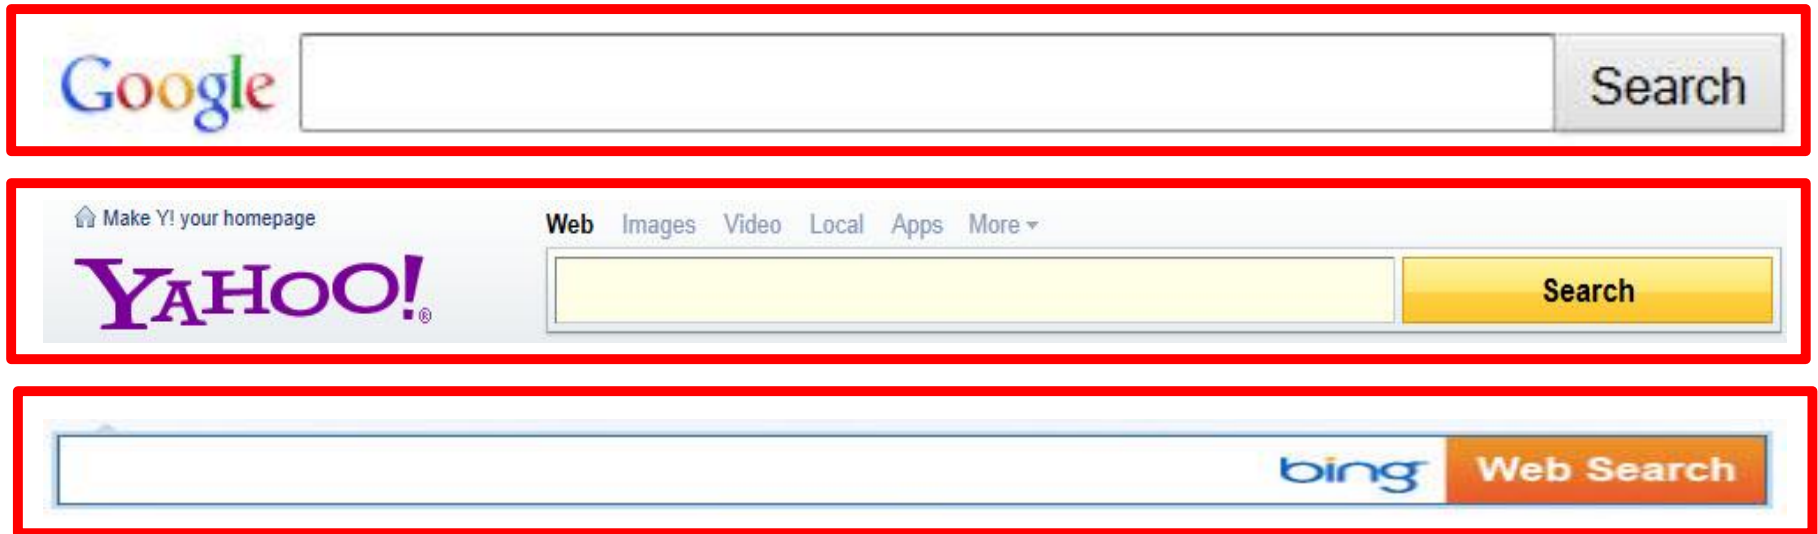 Google Search
Make Y! your homepage
Web Images Video Local Apps More
YAHOO!® Search
bing Web Search